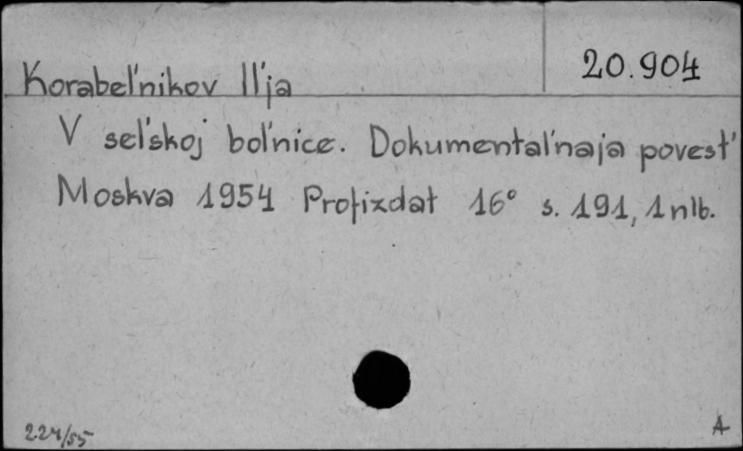 20.904
Korabel'nikov Il'ja
V sel'skoj bol'nice. Dokumental'naja povest'
Moskva 1954 Profizdat 16° s. 191, 1 nlb.
224/55
A